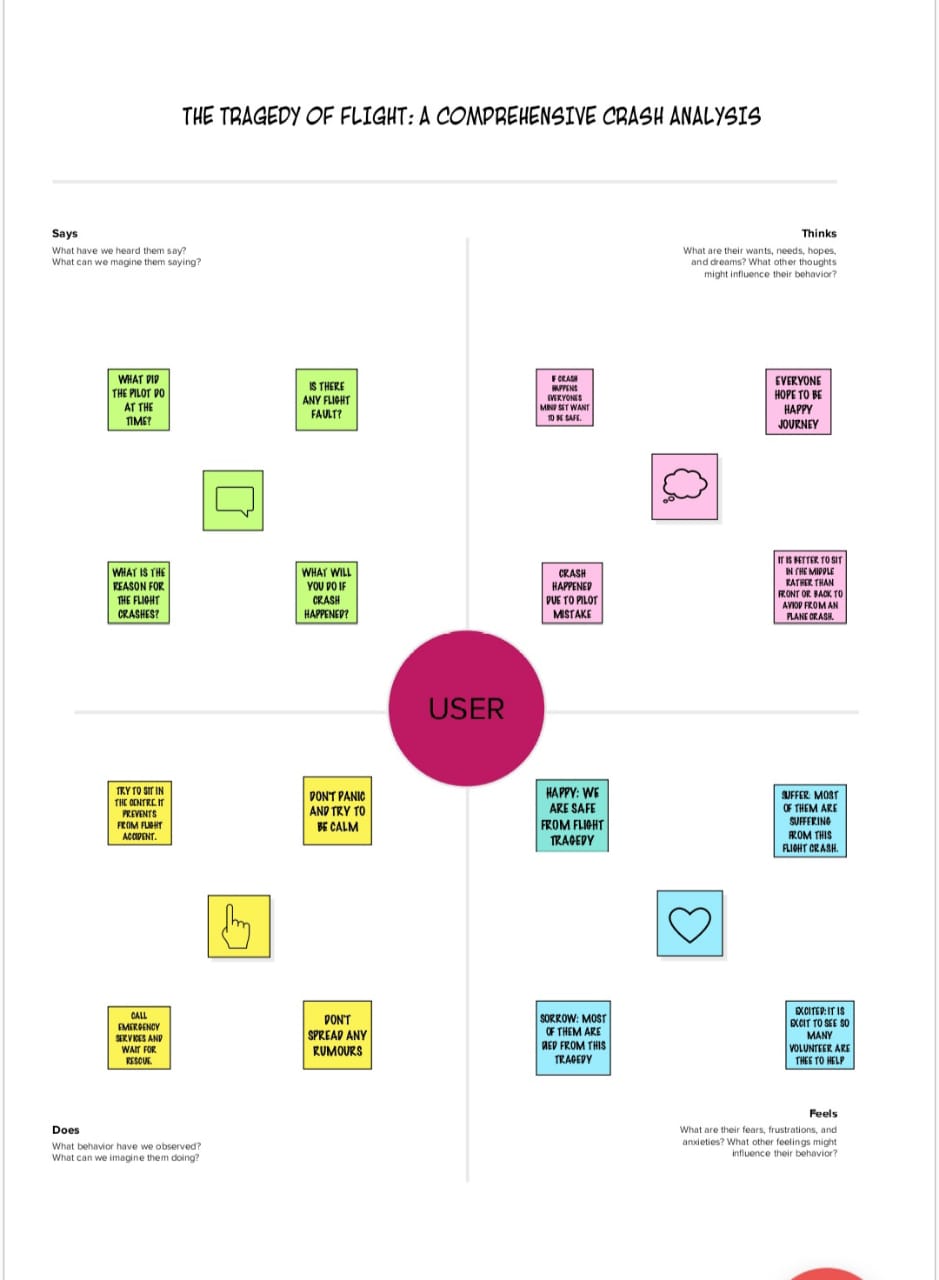 THE TRAGEDY OF FLIGHT: A COMPREHENSIVE CRASH ANALYSIS
Says
What have we heard them say?
What can we magine them saying?
Thinks
What are their wants, needs, hopes,
and dreams? What other thoughts
might influence their behavior?
WHAT DID
THE PILOT DO
AT THE
TIME?
IS THERE
ANY FLIGHT
FAULT?
IF CRASH
HAPPENS
EVERYONES
MIND SET WANT
TO BE SAFE.
EVERYONE
HOPE TO BE
HAPPY
JOURNEY
WHAT IS THE
REASON FOR
THE FLIGHT
CRASHES?
WHAT WILL
YOU DO IF
CRASH
HAPPENED?
CRASH
HAPPENED
DUE TO PILOT
MISTAKE
IT IS BETTER TO SIT
IN THE MIDDLE
RATHER THAN
FRONT OR BACK TO
AVIOD FROM AN
PLANE CRASH.
USER
TRY TO SIT IN
THE CENTRE.IT
PREVENTS
FROM FLIGHT
ACCIDENT.
DON'T PANIC
AND TRY TO
BE CALM
HAPPY: WE
ARE SAFE
FROM FLIGHT
TRAGEDY
SUFFER: MOST
OF THEM ARE
SUFFERING
FROM THIS
FLIGHT CRASH.
CALL
EMERGENCY
SERVICES AND
WAIT FOR
RESCUE.
DON'T
SPREAD ANY
RUMOURS
SORROW: MOST
OF THEM ARE
DIED FROM THIS
TRAGEDY
EXCITED:IT IS
EXCIT TO SEE SO
MANY
VOLUNTEER ARE
THEE TO HELP
Does
What behavior have we observed?
What can we imagine them doing?
Feels
What are their fears, frustrations, and
anxieties? What other feelings might
influence their behavior?